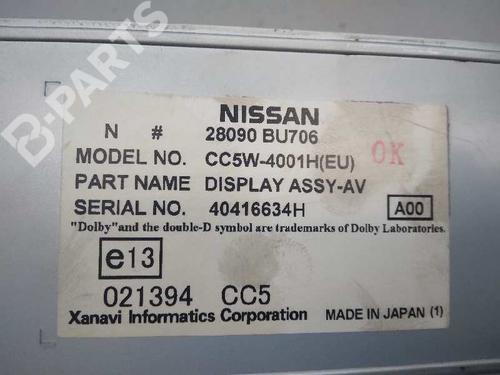 B-PARTS
NISSAN
N # 28090 BU706
MODEL NO. CC5W-4001H(EU) OK
PART NAME DISPLAY ASSY-AV
SERIAL NO. 40416634H A00
"Dolby"and the double-D symbol are trademarks of Dolby Laboratories.
e13
021394 CC5
Xanavi Informatics Corporation MADE IN JAPAN (1)